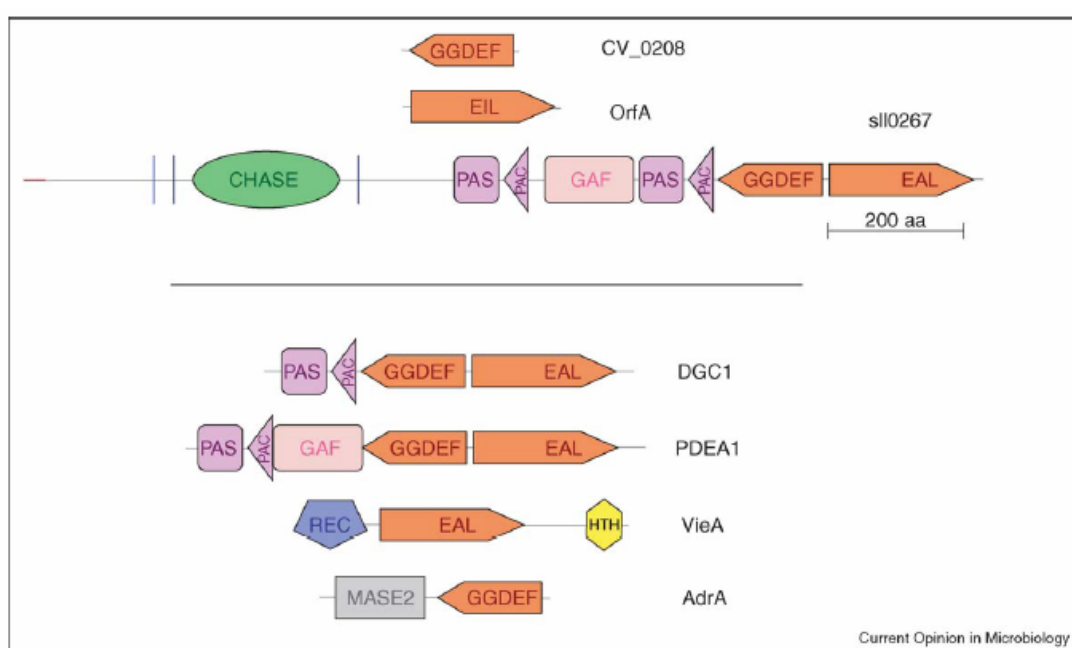 GGDEF CV_0208
EIL OrfA
sll0267
CHASE PAS PAC GAF PAS PAC GGDEF EAL
200 aa
PAS PAC GGDEF EAL DGC1
PAS PAC GAF GGDEF EAL PDEA1
REC EAL HTH VieA
MASE2 GGDEF AdrA
Current Opinion in Microbiology